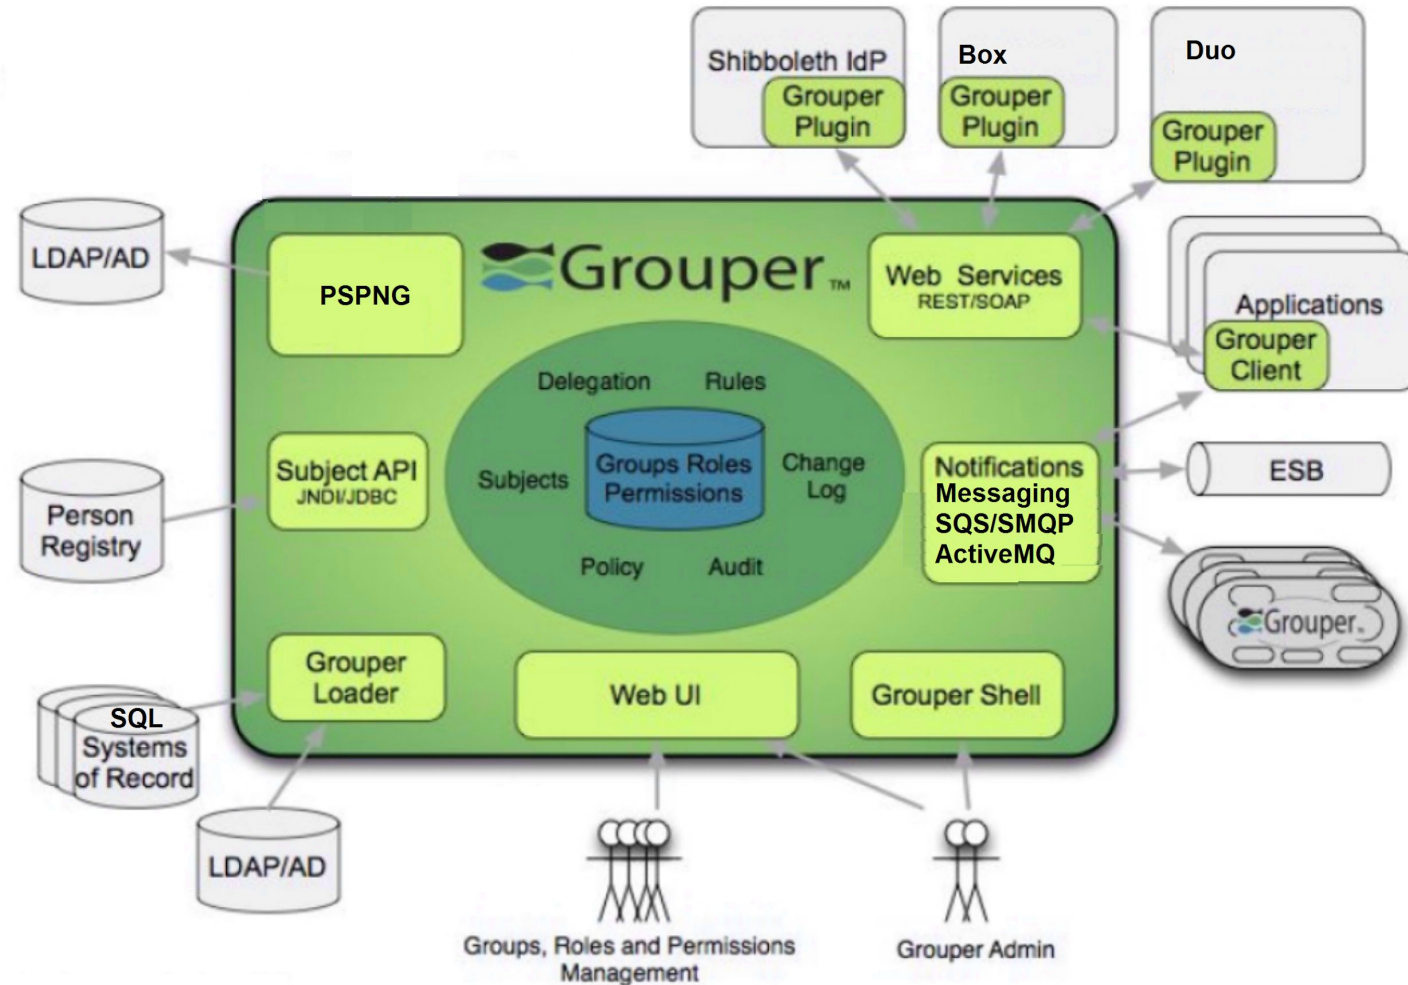 Shibboleth IdP
Grouper
Plugin
Box
Grouper
Plugin
Duo
Grouper
Plugin
LDAP/AD
PSPNG
Grouper™
Web Services
REST/SOAP
Applications
Grouper
Client
Delegation
Rules
Subjects
Groups Roles
Permissions
Change
Log
Policy
Audit
Subject API
JNDI/JDBC
Person
Registry
Notifications
Messaging
SQS/SMQP
ActiveMQ
ESB
Grouper™
Grouper
Loader
Web UI
Grouper Shell
SQL
Systems
of Record
LDAP/AD
Groups, Roles and Permissions
Management
Grouper Admin